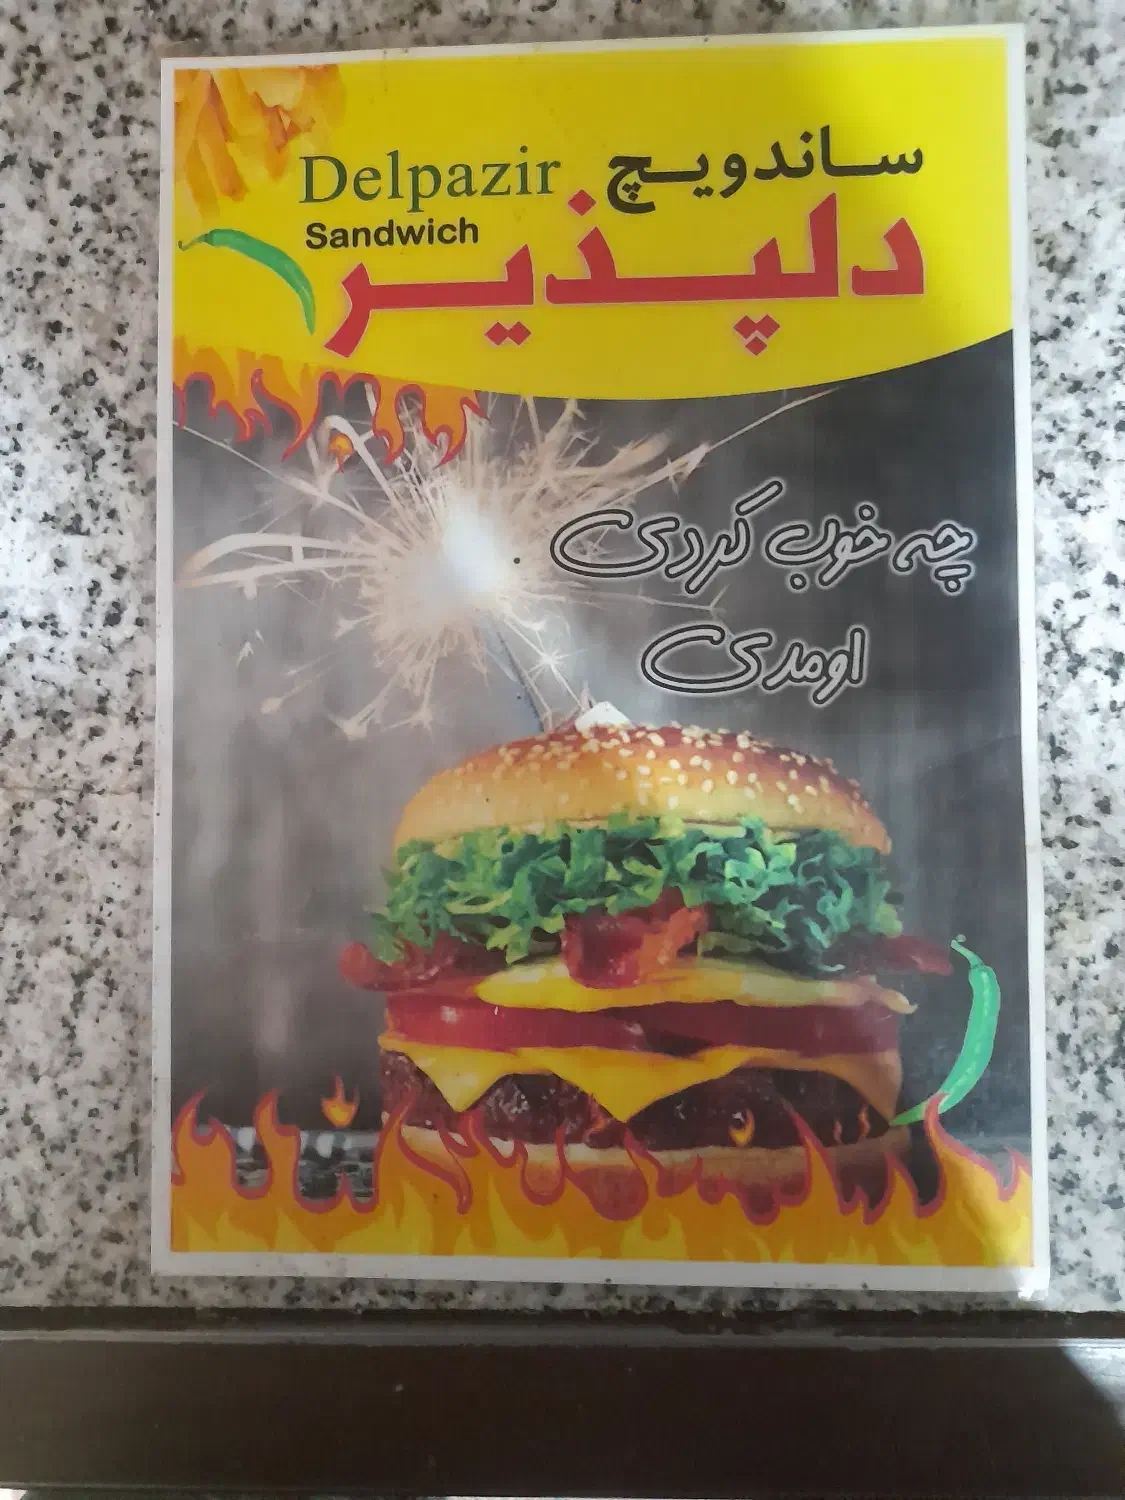 ساندویچ
Delpazir
Sandwich
دلپذیر
چه خوب کردی
اومدی